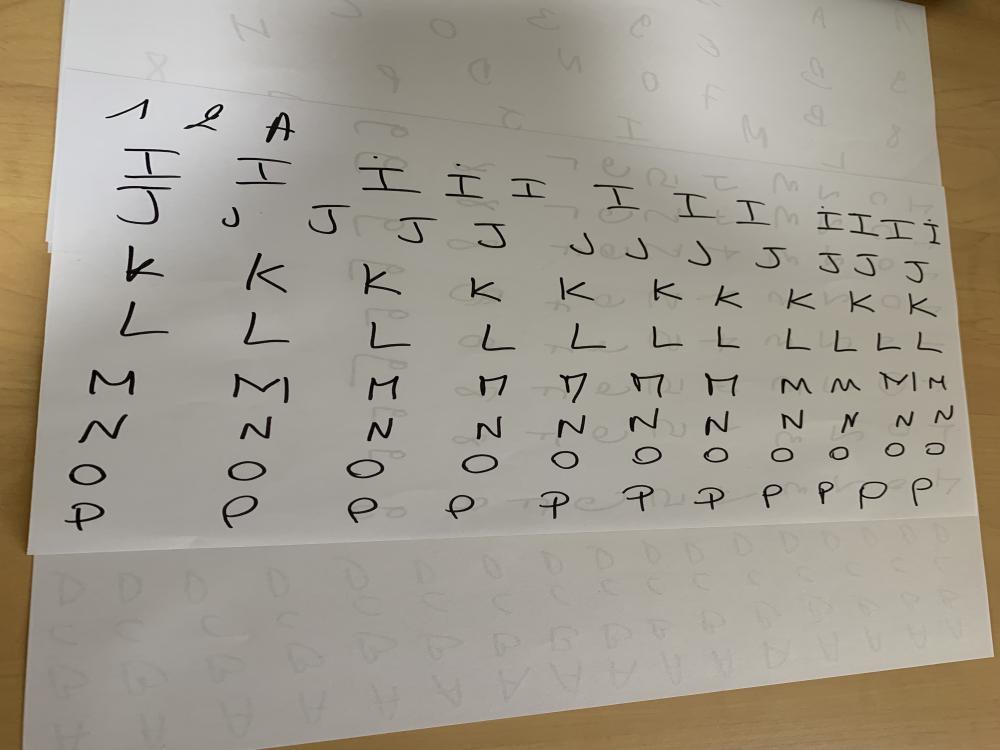 1 2 A
I I İ İ I I I I İ I I İ
J J J J J J J J J J J J
K K K K K K K K K K
L L L L L L L L L L L
M M M M M M M M M M M
N N N N N N N N N N N
O O O O O O O O O O O
P P P P P P P P P P P